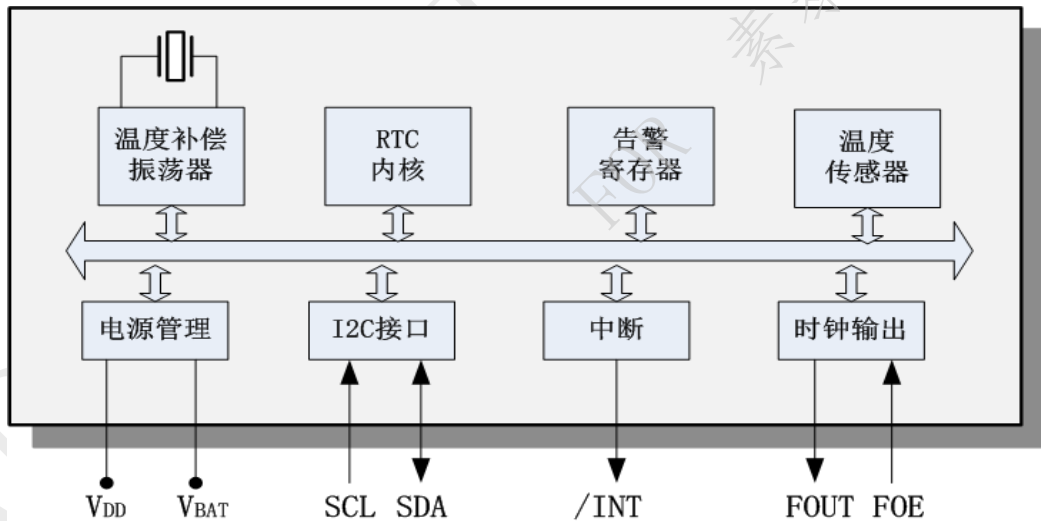 温度补偿
振荡器
RTC
内核
告警
寄存器
温度
传感器
电源管理
I2C接口
中断
时钟输出
VDD
VBAT
SCL
SDA
/INT
FOUT
FOE
FOR